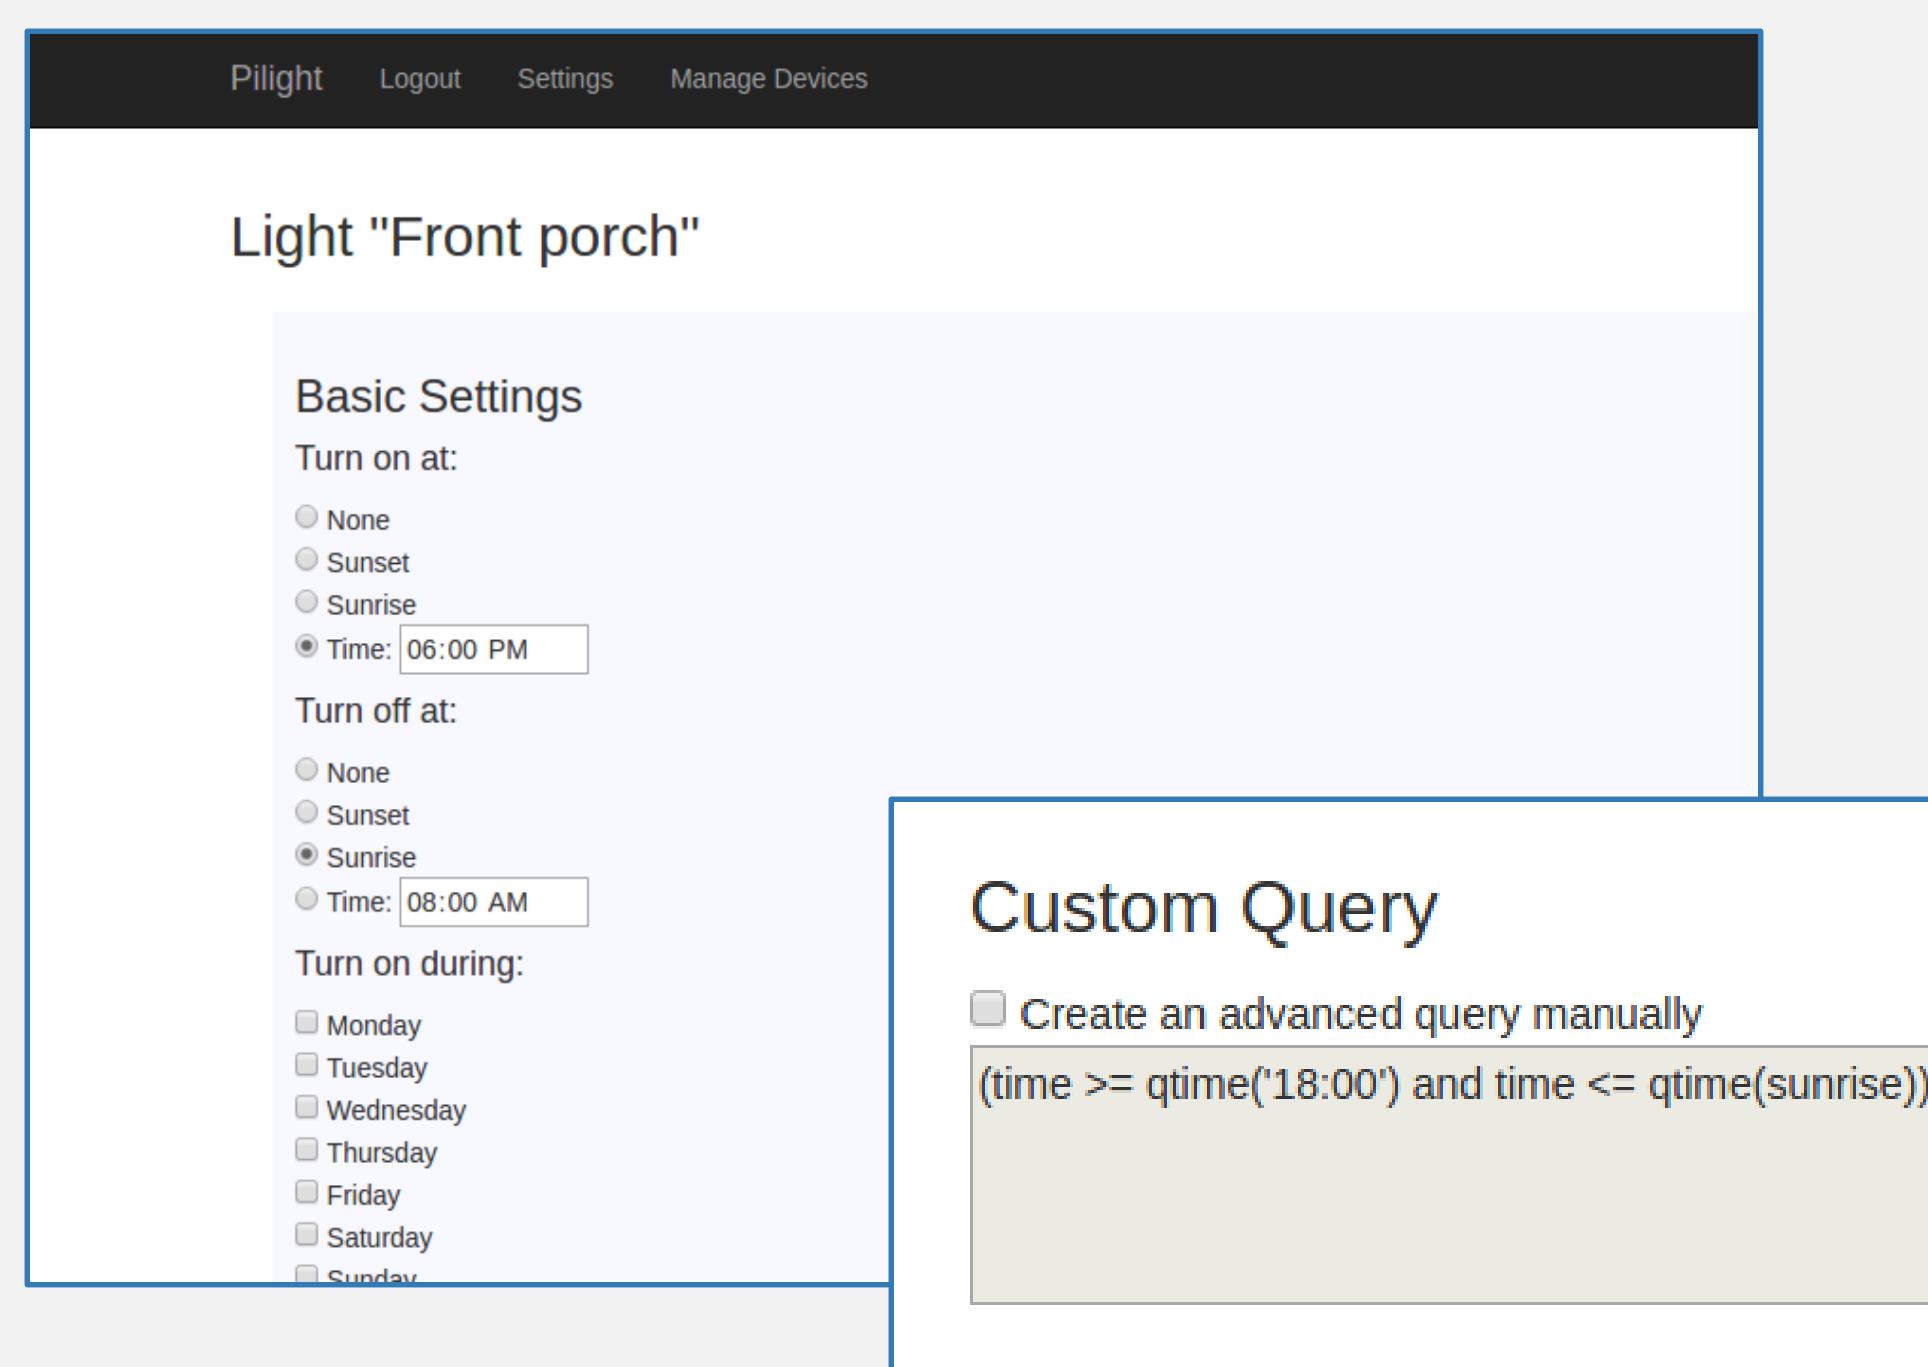 Pilight Logout Settings Manage Devices
Light "Front porch"
Basic Settings
Turn on at:
None
Sunset
Sunrise
Time: 06:00 PM
Turn off at:
None
Sunset
Sunrise
Time: 08:00 AM
Turn on during:
Monday
Tuesday
Wednesday
Thursday
Friday
Saturday
Sunday
Custom Query
Create an advanced query manually
(time >= qtime('18:00') and time <= qtime(sunrise))